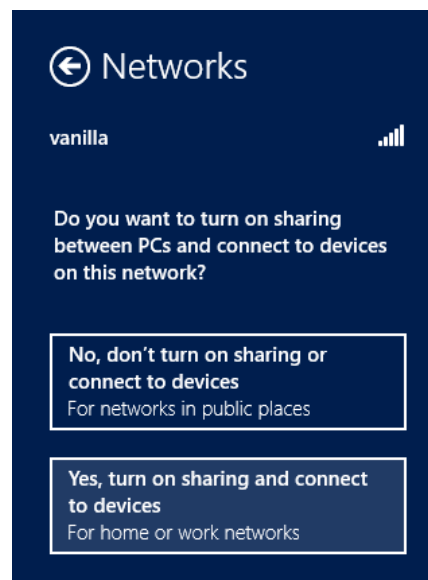 Networks
vanilla
Do you want to turn on sharing
between PCs and connect to devices
on this network?
No, don't turn on sharing or
connect to devices
For networks in public places
Yes, turn on sharing and connect
to devices
For home or work networks